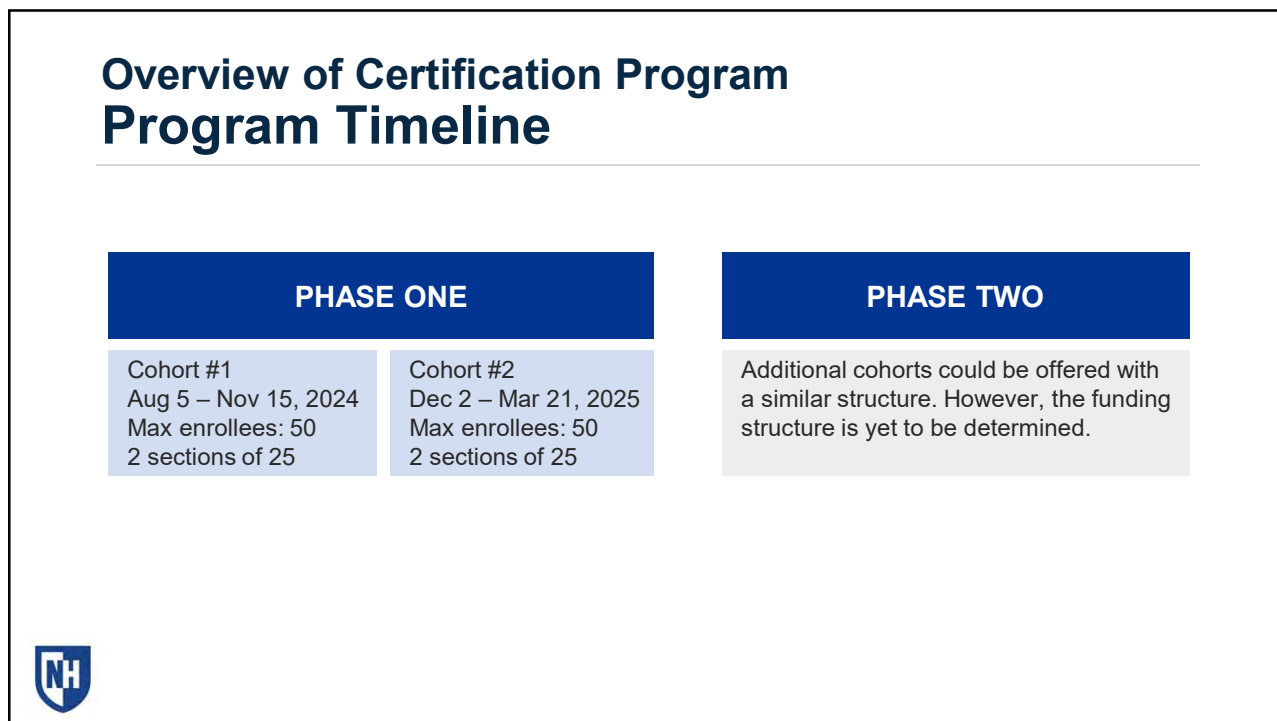 Overview of Certification Program
Program Timeline
PHASE ONE
Cohort #1
Aug 5 – Nov 15, 2024
Max enrollees: 50
2 sections of 25
Cohort #2
Dec 2 – Mar 21, 2025
Max enrollees: 50
2 sections of 25
PHASE TWO
Additional cohorts could be offered with
a similar structure. However, the funding
structure is yet to be determined.
NH